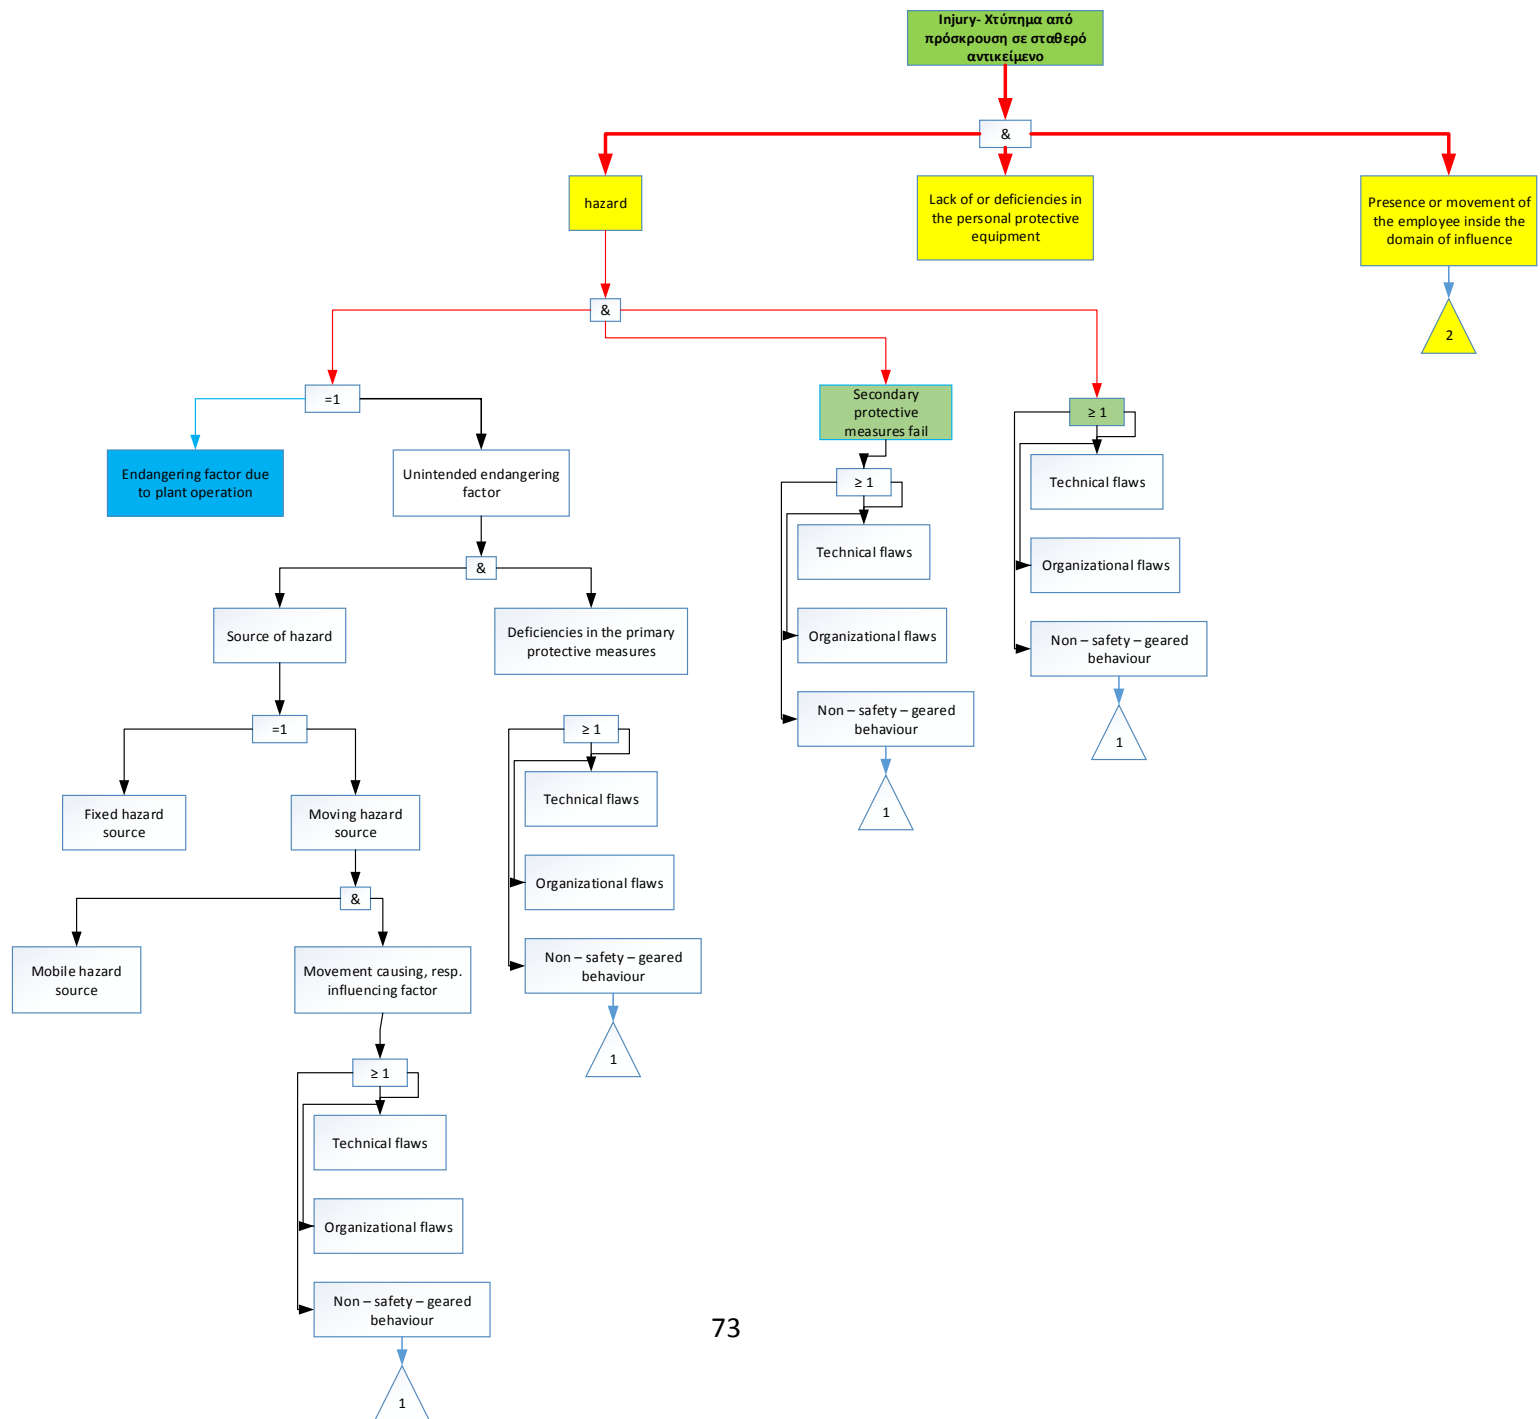 Injury- Χτύπημα από
πρόσκρουση σε σταθερό
αντικείμενο
&
hazard
Lack of or deficiencies in
the personal protective
equipment
Presence or movement of
the employee inside the
domain of influence
2
&
=1
Secondary
protective
measures fail
≥ 1
Endangering factor due
to plant operation
Unintended endangering
factor
≥ 1
Technical flaws
Technical flaws
Organizational flaws
&
Source of hazard
Deficiencies in the primary
protective measures
Organizational flaws
Non – safety – geared
behaviour
=1
≥ 1
Non – safety – geared
behaviour
1
Fixed hazard
source
Moving hazard
source
Technical flaws
1
&
Organizational flaws
Mobile hazard
source
Movement causing, resp.
influencing factor
Non – safety – geared
behaviour
1
≥ 1
Technical flaws
Organizational flaws
Non – safety – geared
behaviour
73
1